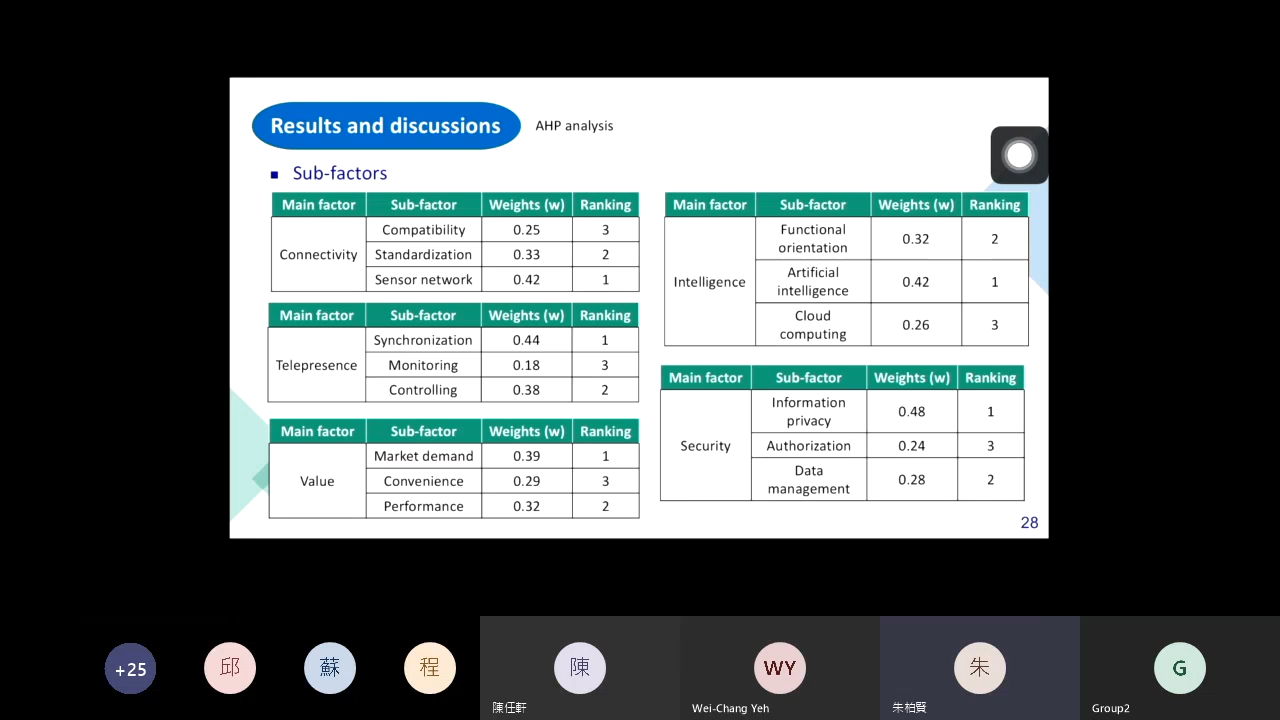 Results and discussions
AHP analysis
Sub-factors
Main factor Sub-factor Weights (w) Ranking
Connectivity
Compatibility 0.25 3
Standardization 0.33 2
Sensor network 0.42 1
Main factor Sub-factor Weights (w) Ranking
Telepresence
Synchronization 0.44 1
Monitoring 0.18 3
Controlling 0.38 2
Main factor Sub-factor Weights (w) Ranking
Value
Market demand 0.39 1
Convenience 0.29 3
Performance 0.32 2
Main factor Sub-factor Weights (w) Ranking
Intelligence
Functional
orientation 0.32 2
Artificial
intelligence 0.42 1
Cloud
computing 0.26 3
Main factor Sub-factor Weights (w) Ranking
Security
Information
privacy 0.48 1
Authorization 0.24 3
Data
management 0.28 2
28
+25
邱
蘇
程
陳
陳任軒
WY
Wei-Chang Yeh
朱
朱柏賢
G
Group2